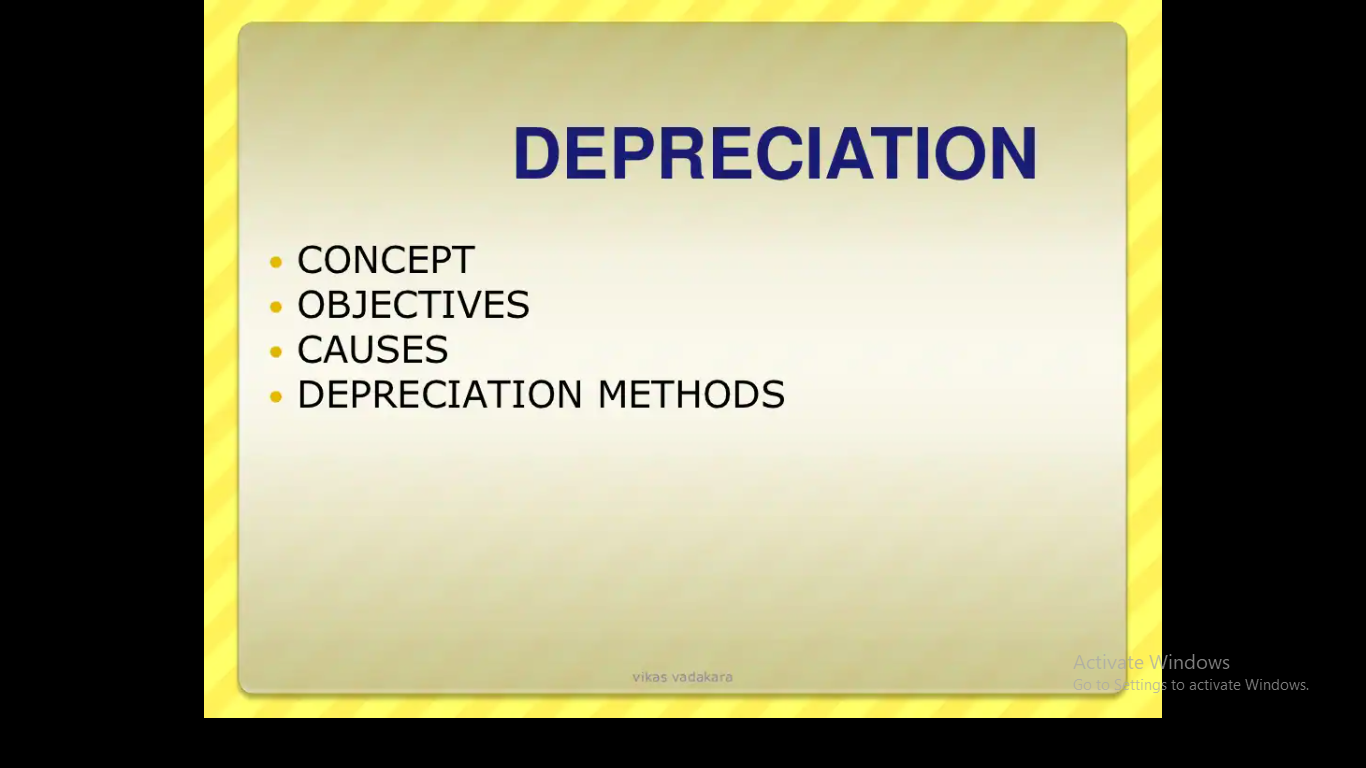 DEPRECIATION
• CONCEPT
• OBJECTIVES
• CAUSES
• DEPRECIATION METHODS
vikas vadakara
Activate Windows
Go to Settings to activate Windows.